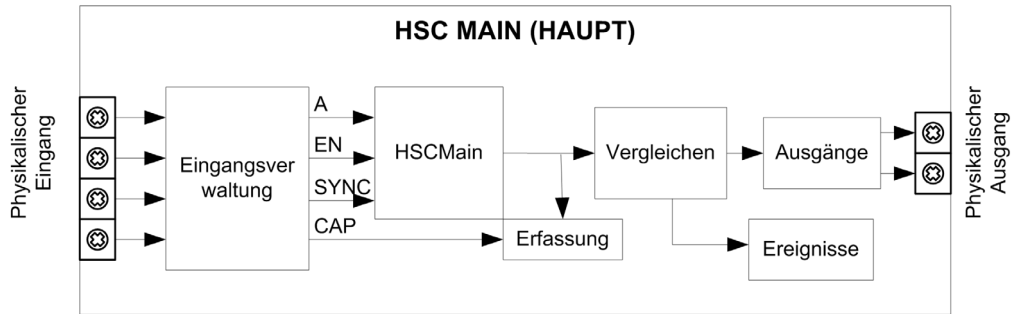 HSC MAIN (HAUPT)
Physikalischer
Eingang
Eingangsver
waltung
A
EN
SYNC
CAP
HSCMain
Erfassung
Vergleichen
Ausgänge
Ereignisse
Physikalischer
Ausgang